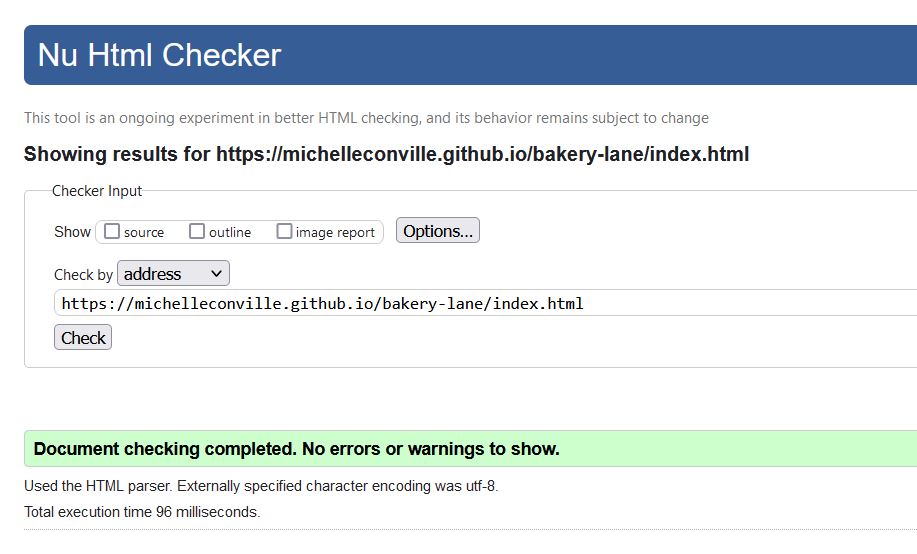 Nu Html Checker
This tool is an ongoing experiment in better HTML checking, and its behavior remains subject to change
Showing results for https://michelleconville.github.io/bakery-lane/index.html
Checker Input
Show source outline image report Options...
Check by address
https://michelleconville.github.io/bakery-lane/index.html
Check
Document checking completed. No errors or warnings to show.
Used the HTML parser. Externally specified character encoding was utf-8.
Total execution time 96 milliseconds.